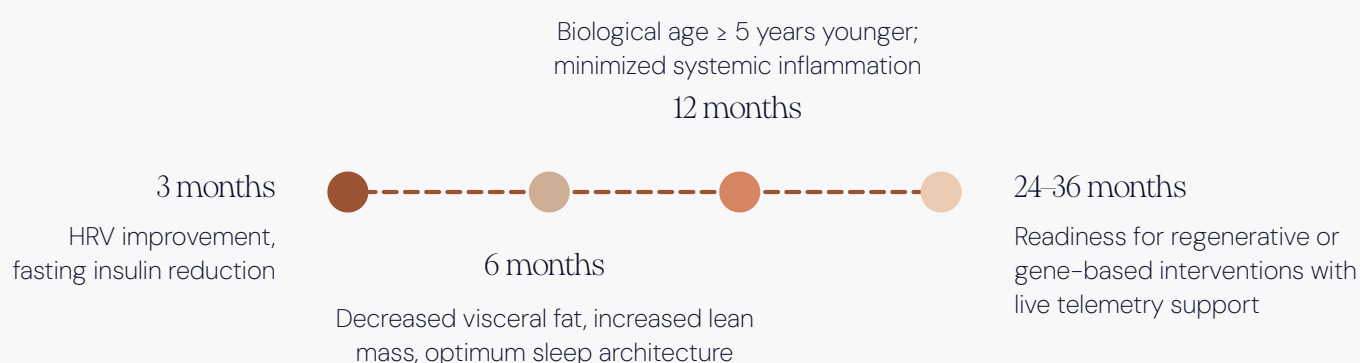 3 months
HRV improvement,
fasting insulin reduction
6 months
Decreased visceral fat, increased lean
mass, optimum sleep architecture
Biological age ≥ 5 years younger;
minimized systemic inflammation
12 months
24–36 months
Readiness for regenerative or
gene-based interventions with
live telemetry support